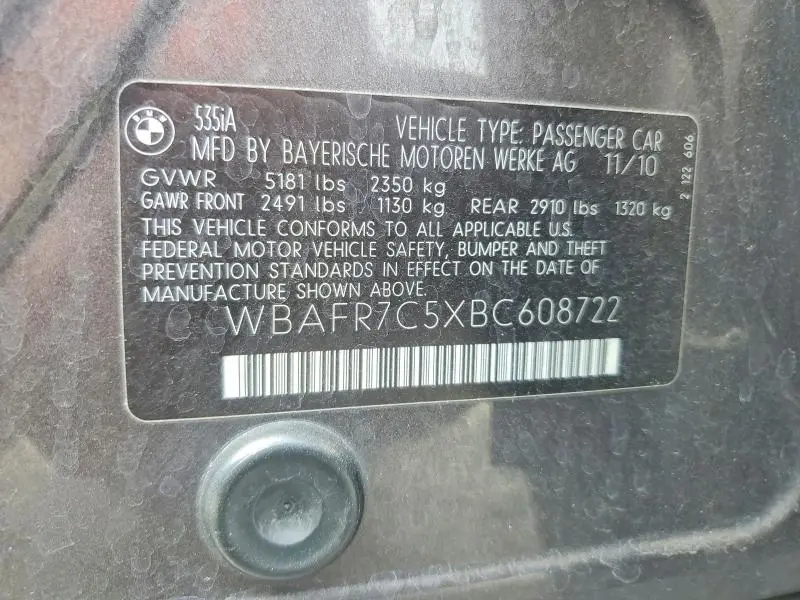 BMW
535iA
VEHICLE TYPE: PASSENGER CAR
MFD BY BAYERISCHE MOTOREN WERKE AG 11/10
GVWR 5181 lbs 2350 kg
GAWR FRONT 2491 lbs 1130 kg REAR 2910 lbs 1320 kg
THIS VEHICLE CONFORMS TO ALL APPLICABLE U.S.
FEDERAL MOTOR VEHICLE SAFETY, BUMPER AND THEFT
PREVENTION STANDARDS IN EFFECT ON THE DATE OF
MANUFACTURE SHOWN ABOVE.
WBAFR7C5XBC608722
2 122 606